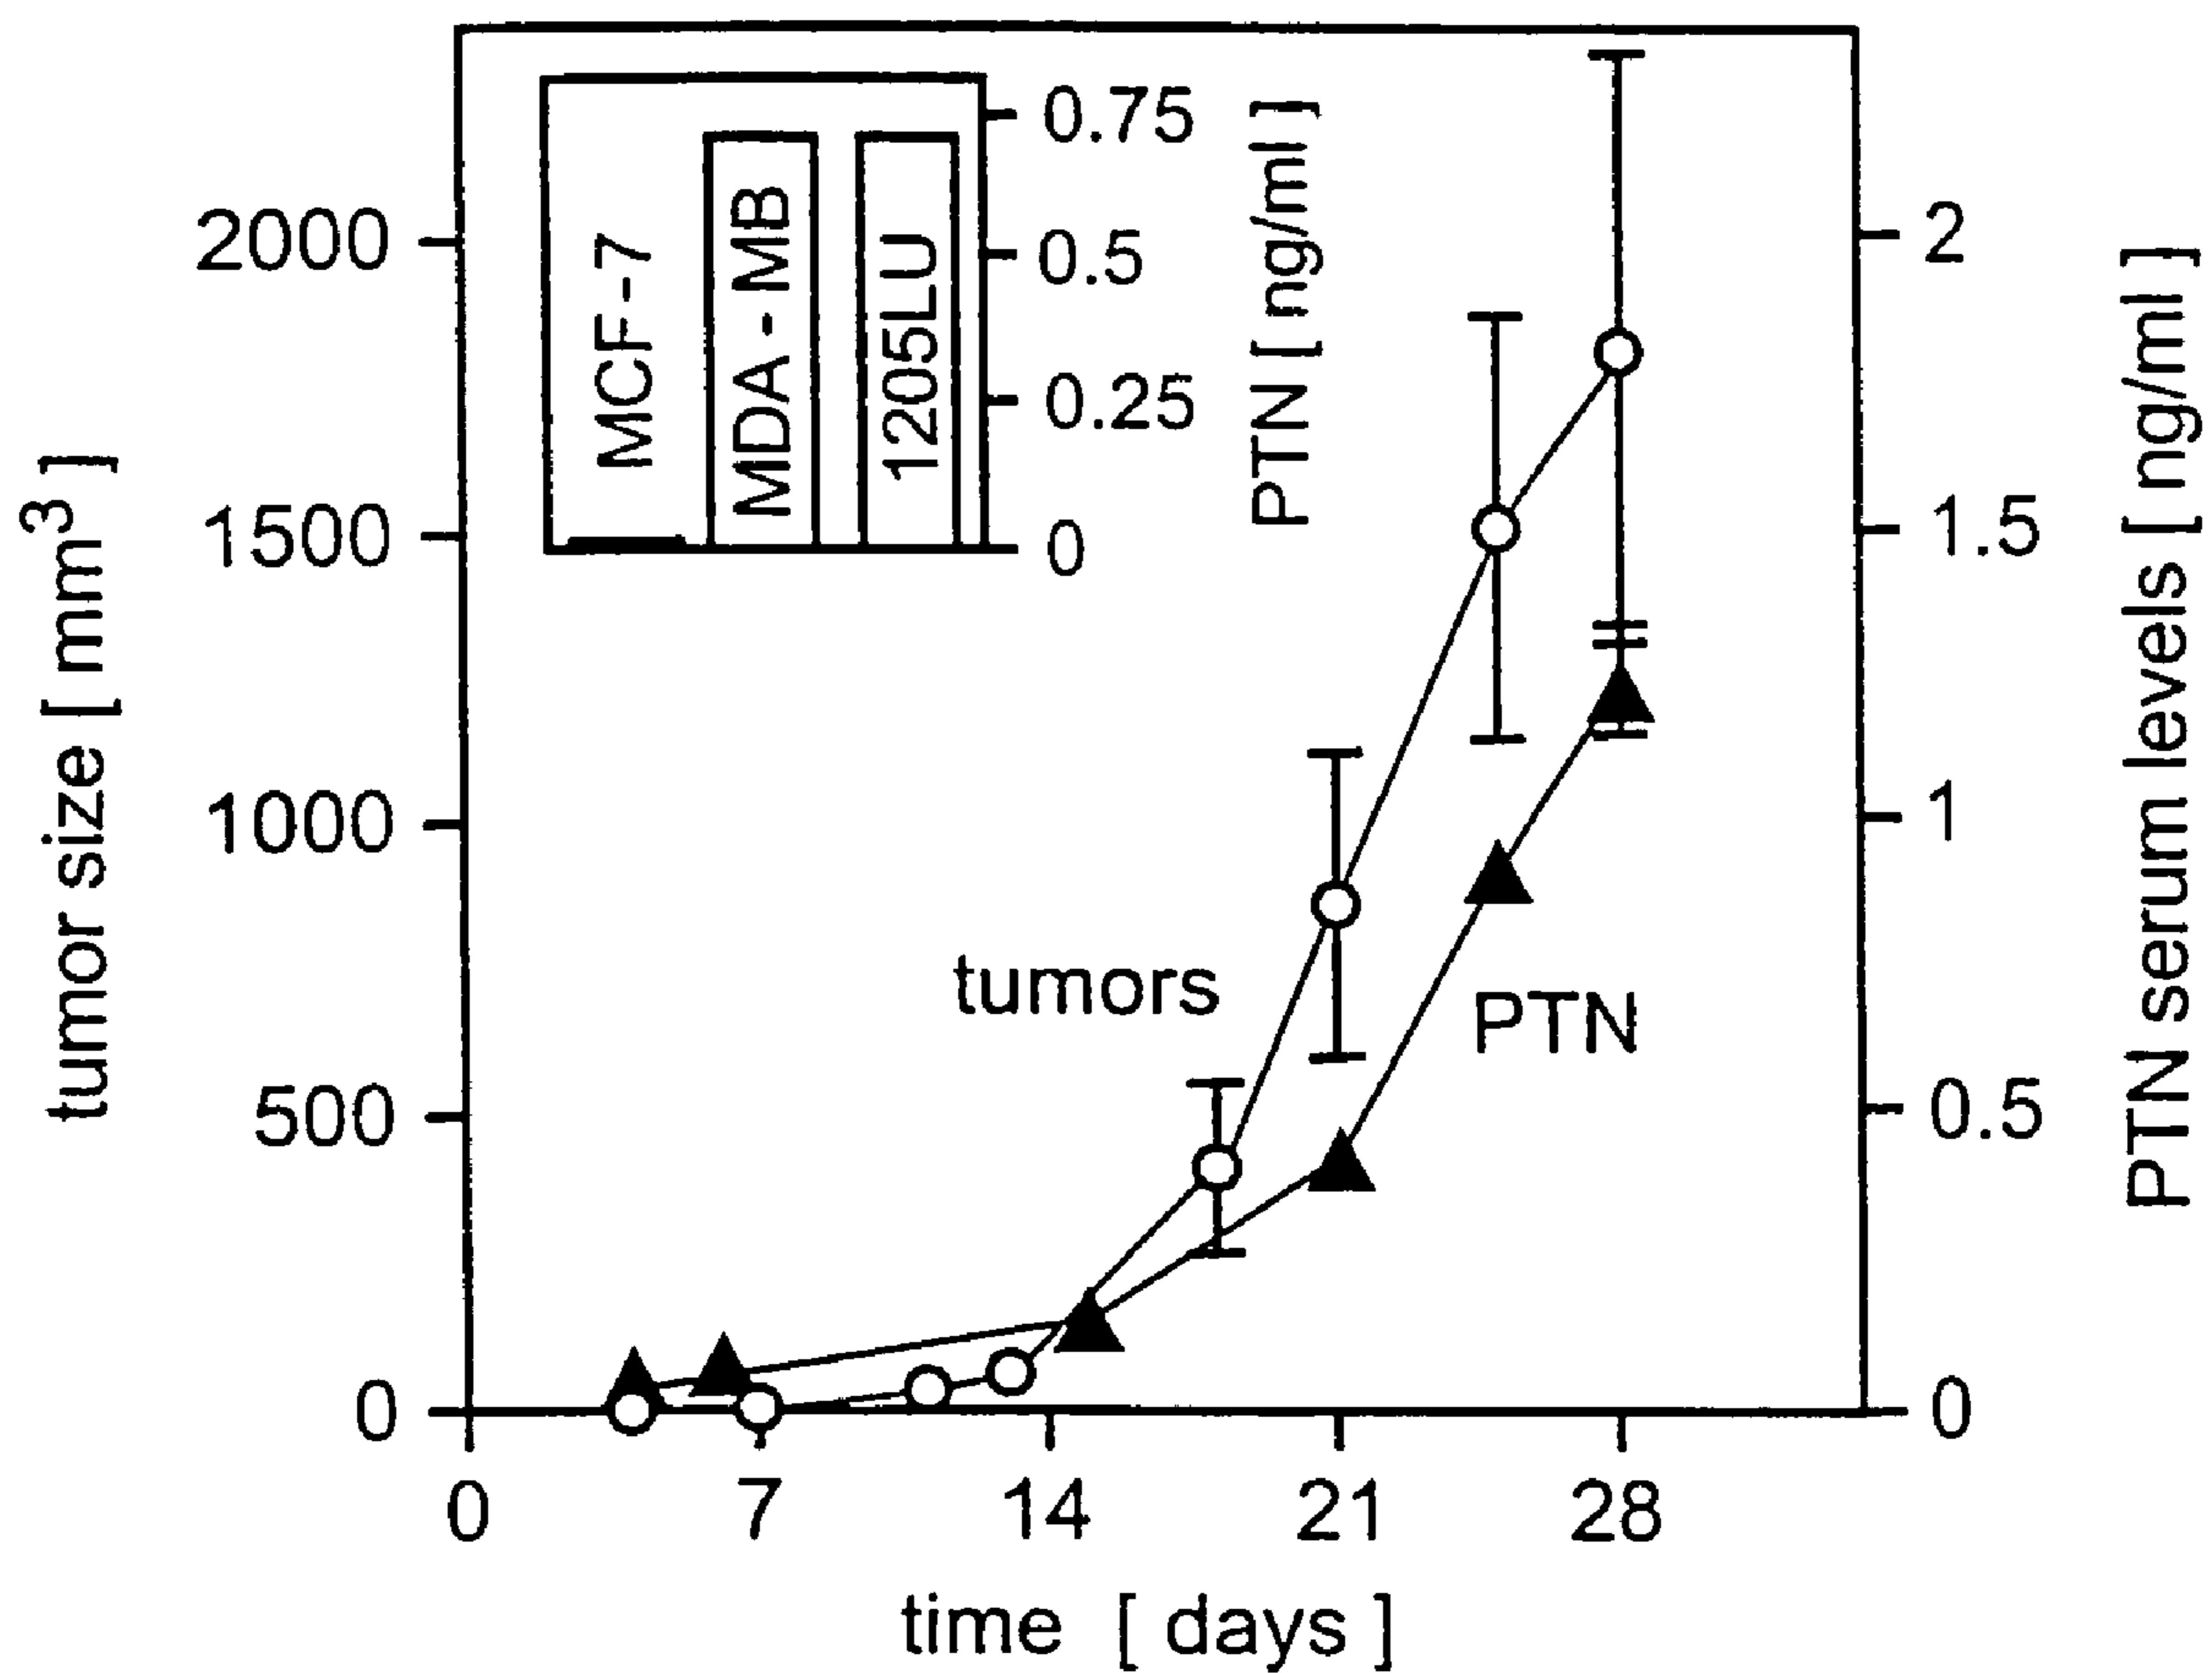 0.75
0.5
0.25
0
PTN [ ng/ml ]
MCF-7
MDA - MB
1205LU
2000
1500
1000
500
0
tumor size [ mm³ ]
2
1.5
1
0.5
0
PTN serum levels [ ng/ml ]
tumors
PTN
0 7 14 21 28
time [ days ]